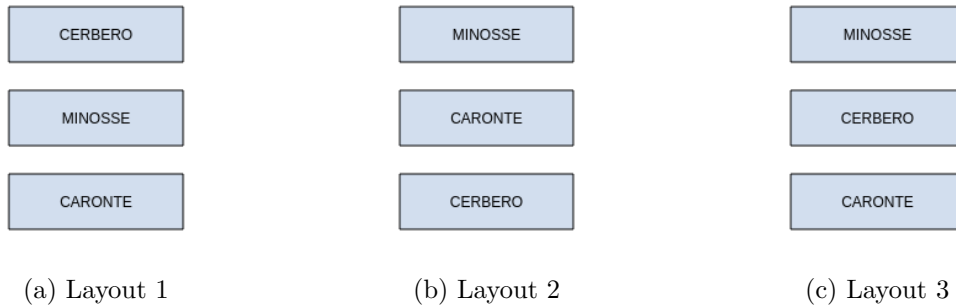 CERBERO
MINOSSE
CARONTE
(a) Layout 1
MINOSSE
CARONTE
CERBERO
(b) Layout 2
MINOSSE
CERBERO
CARONTE
(c) Layout 3